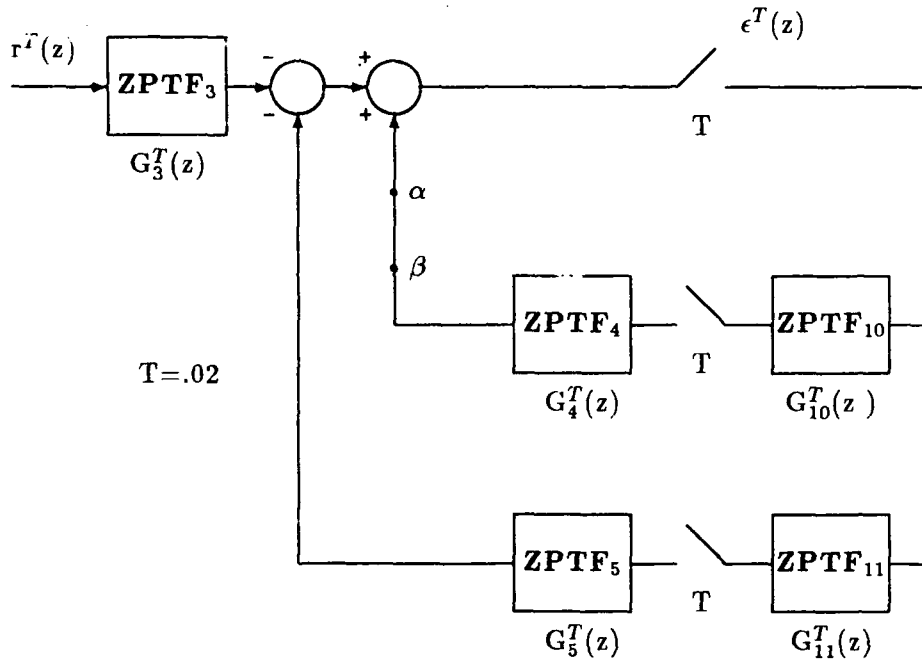 r^T(z)
ε^T(z)
ZPTF₃
G₃^T(z)
-
-
+
+
T
α
β
T=.02
ZPTF₄
G₄^T(z)
T
ZPTF₁₀
G₁₀^T(z )
ZPTF₅
G₅^T(z)
T
ZPTF₁₁
G₁₁^T(z)